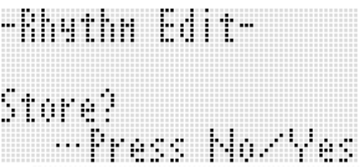 -Rhythm Edit-
Store?
…Press No/Yes